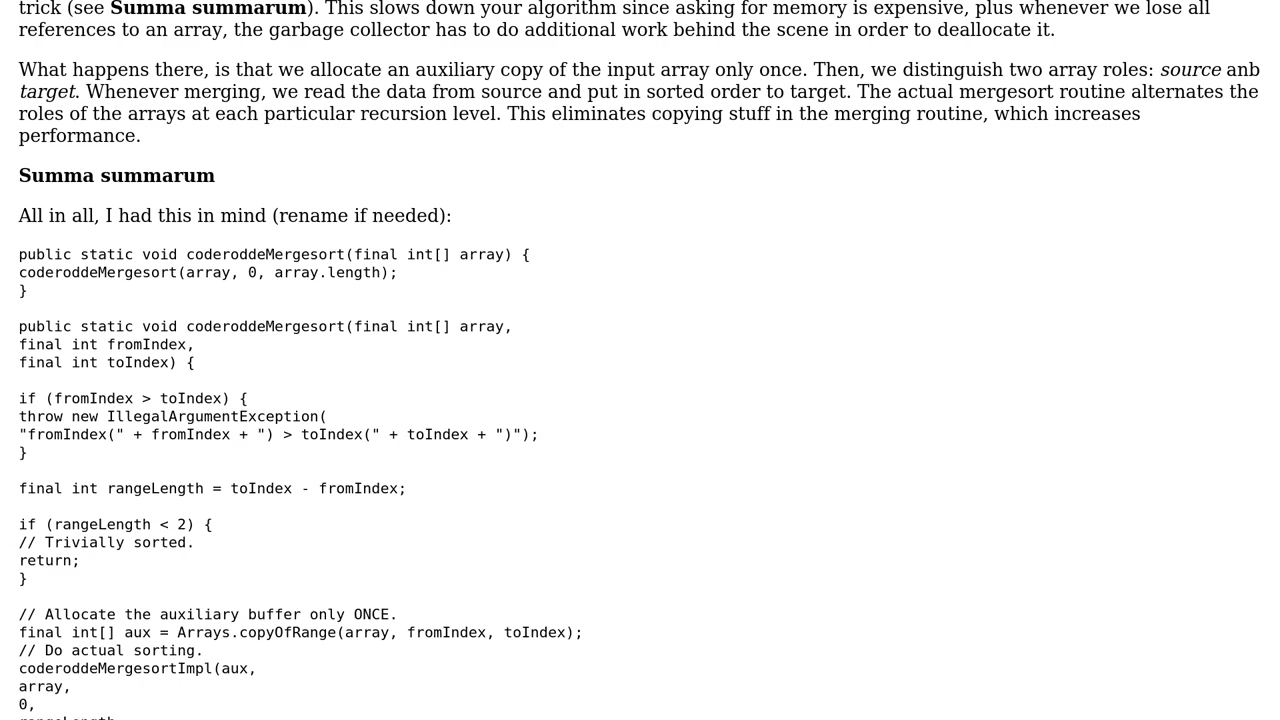 trick (see Summa summarum). This slows down your algorithm since asking for memory is expensive, plus whenever we lose all
references to an array, the garbage collector has to do additional work behind the scene in order to deallocate it.
What happens there, is that we allocate an auxiliary copy of the input array only once. Then, we distinguish two array roles: source anb
target. Whenever merging, we read the data from source and put in sorted order to target. The actual mergesort routine alternates the
roles of the arrays at each particular recursion level. This eliminates copying stuff in the merging routine, which increases
performance.
Summa summarum
All in all, I had this in mind (rename if needed):
public static void coderoddeMergesort(final int[] array) {
coderoddeMergesort(array, 0, array.length);
}
public static void coderoddeMergesort(final int[] array,
final int fromIndex,
final int toIndex) {
if (fromIndex > toIndex) {
throw new IllegalArgumentException(
"fromIndex(" + fromIndex + ") > toIndex(" + toIndex + ")");
}
final int rangeLength = toIndex - fromIndex;
if (rangeLength < 2) {
// Trivially sorted.
return;
}
// Allocate the auxiliary buffer only ONCE.
final int[] aux = Arrays.copyOfRange(array, fromIndex, toIndex);
// Do actual sorting.
coderoddeMergesortImpl(aux,
array,
0,